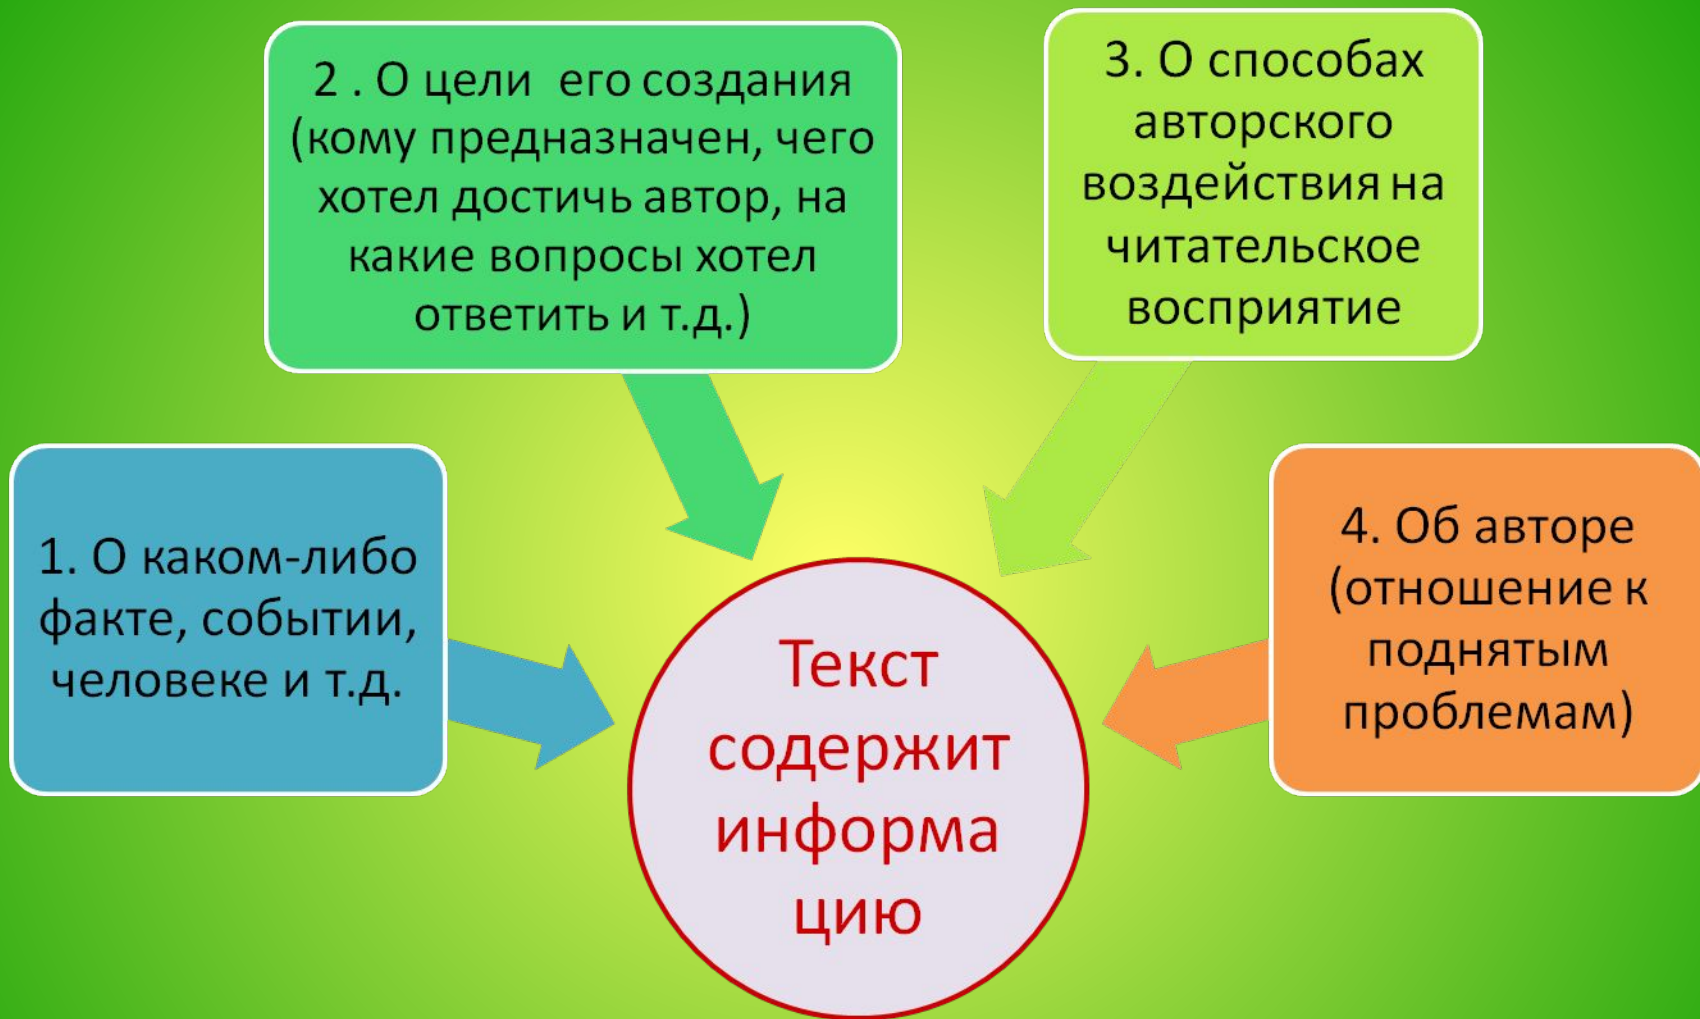 1. О каком-либо
факте, событии,
человеке и т.д.
2 . О цели его создания
(кому предназначен, чего
хотел достичь автор, на
какие вопросы хотел
ответить и т.д.)
3. О способах
авторского
воздействия на
читательское
восприятие
4. Об авторе
(отношение к
поднятым
проблемам)
Текст
содержит
информа
цию